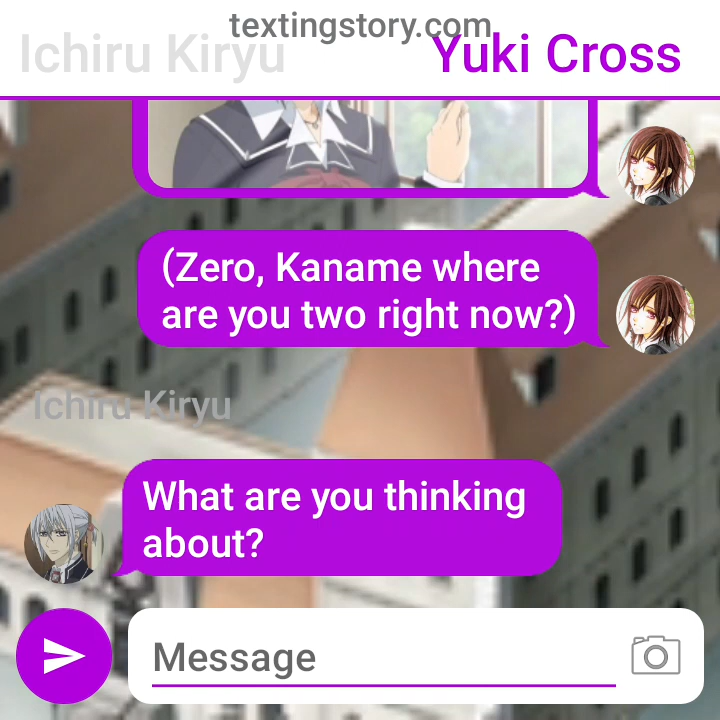 textingstory.com
Ichiru Kiryu
Yuki Cross
(Zero, Kaname where
are you two right now?)
Ichiru Kiryu
What are you thinking
about?
Message